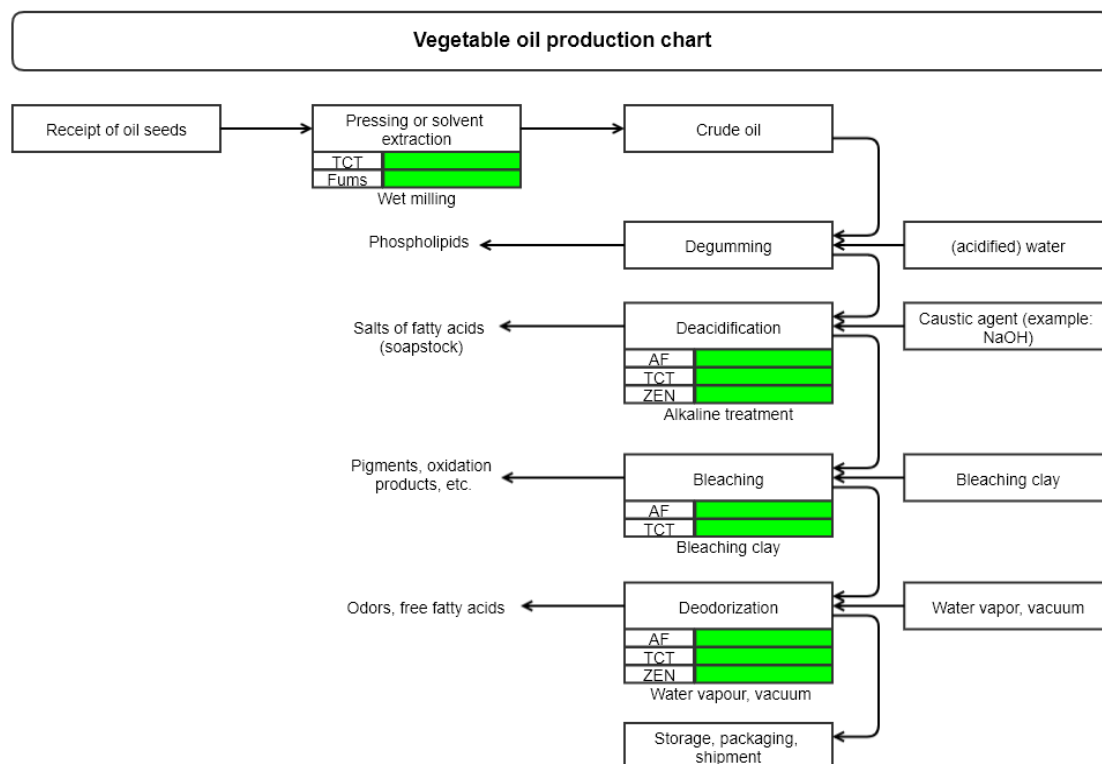 Vegetable oil production chart
Receipt of oil seeds
Pressing or solvent
extraction
TCT
Fums
Wet milling
Crude oil
Phospholipids
Degumming
(acidified) water
Salts of fatty acids
(soapstock)
Deacidification
AF
TCT
ZEN
Alkaline treatment
Caustic agent (example:
NaOH)
Pigments, oxidation
products, etc.
Bleaching
AF
TCT
Bleaching clay
Bleaching clay
Odors, free fatty acids
Deodorization
AF
TCT
ZEN
Water vapour, vacuum
Water vapor, vacuum
Storage, packaging,
shipment